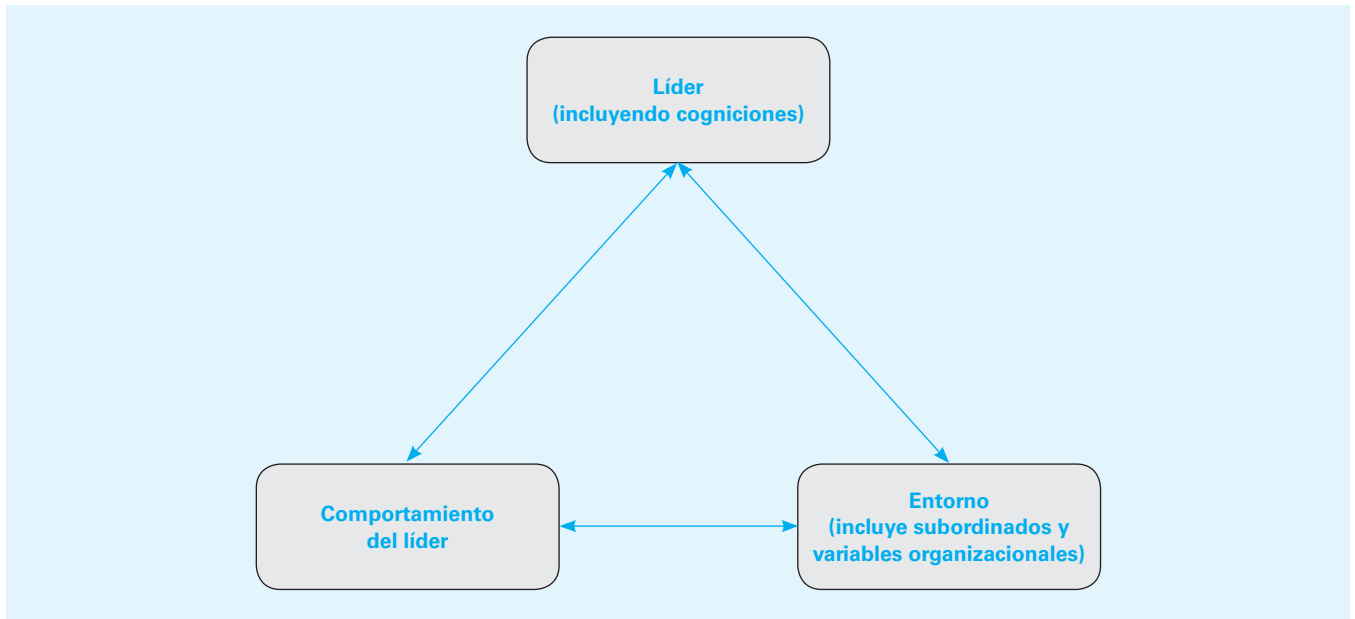 Líder
(incluyendo cogniciones)
Comportamiento
del líder
Entorno
(incluye subordinados y
variables organizacionales)